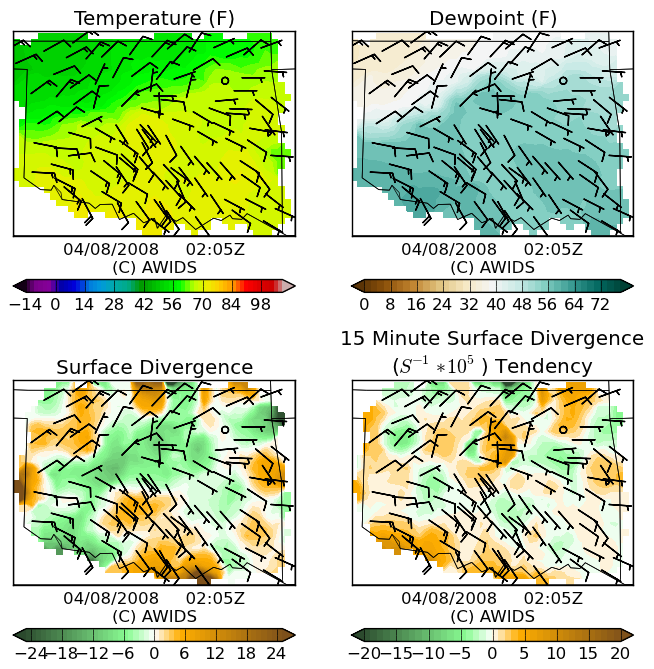 Temperature (F)
Dewpoint (F)
04/08/2008 02:05Z
(C) AWIDS
04/08/2008 02:05Z
(C) AWIDS
−14 0 14 28 42 56 70 84 98
0 8 16 24 32 40 48 56 64 72
15 Minute Surface Divergence
Surface Divergence
(S⁻¹ *10⁵ ) Tendency
04/08/2008 02:05Z
(C) AWIDS
04/08/2008 02:05Z
(C) AWIDS
−24 −18 −12 −6 0 6 12 18 24
−20 −15 −10 −5 0 5 10 15 20